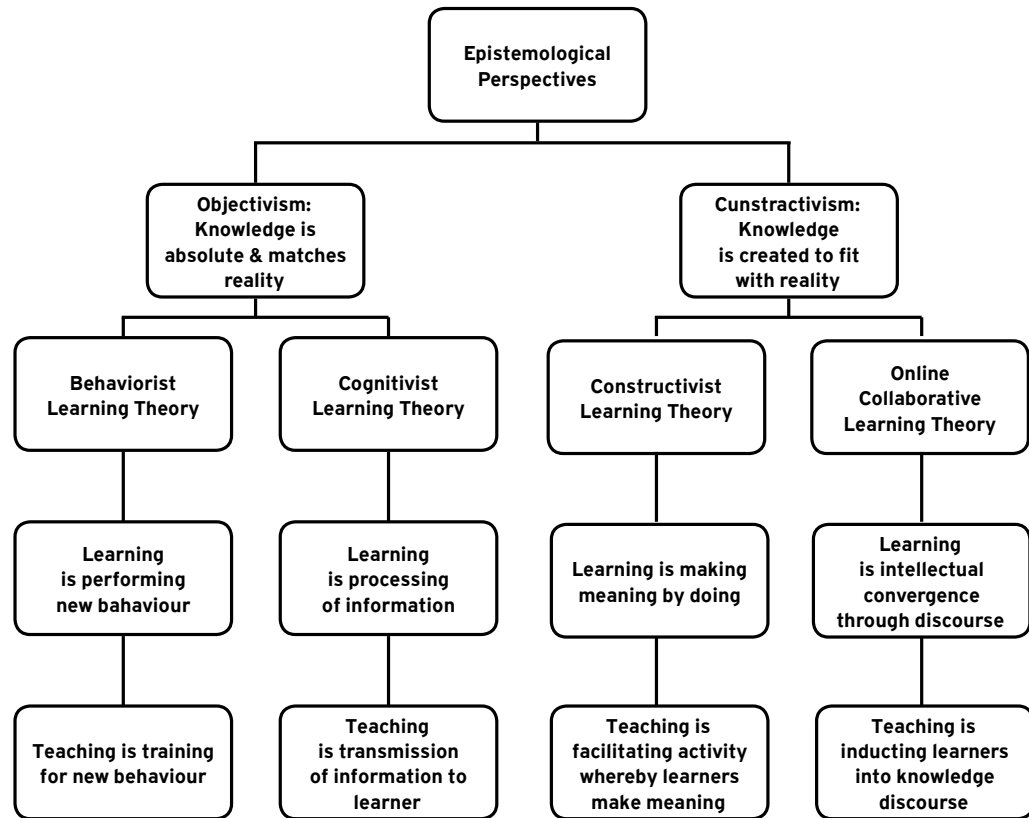 Epistemological
Perspectives
Objectivism:
Knowledge is
absolute & matches
reality
Cunstractivism:
Knowledge
is created to fit
with reality
Behaviorist
Learning Theory
Cognitivist
Learning Theory
Constructivist
Learning Theory
Online
Collaborative
Learning Theory
Learning
is performing
new bahaviour
Learning
is processing
of information
Learning is making
meaning by doing
Learning
is intellectual
convergence
through discourse
Teaching is training
for new behaviour
Teaching
is transmission
of information to
learner
Teaching is
facilitating activity
whereby learners
make meaning
Teaching is
inducting learners
into knowledge
discourse